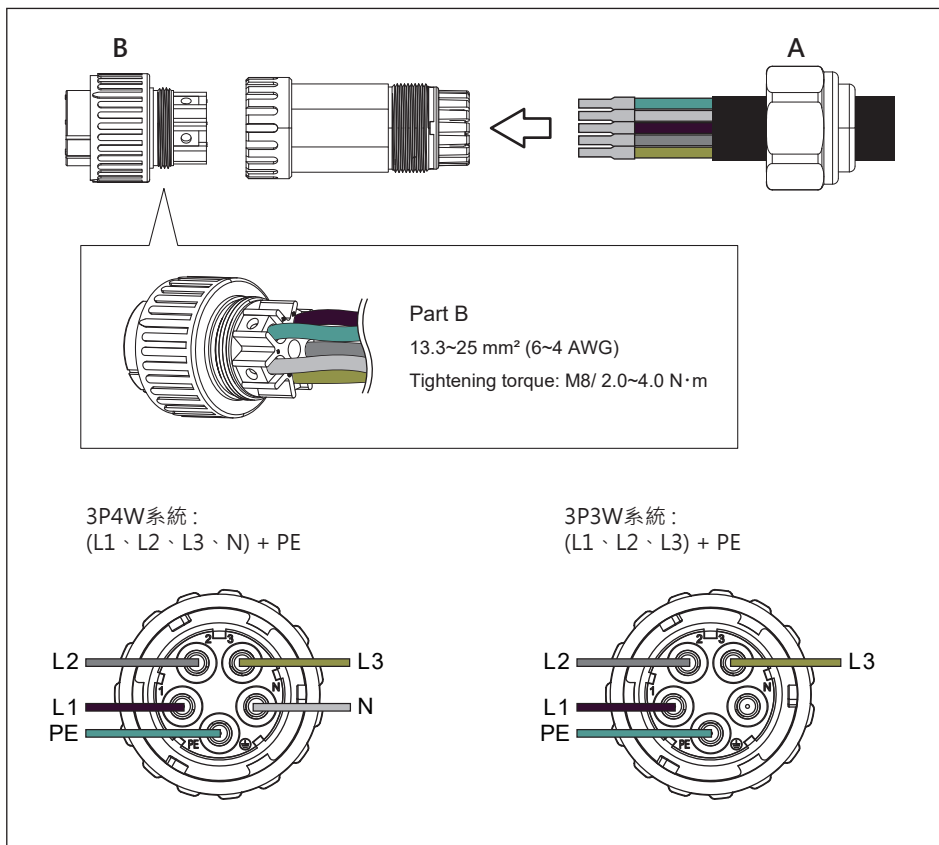 B
A
Part B
13.3~25 mm² (6~4 AWG)
Tightening torque: M8/ 2.0~4.0 N·m
3P4W系統 :
(L1、L2、L3、N) + PE
3P3W系統 :
(L1、L2、L3) + PE
2 3
L2
L3
1
N
L1
N
PE
PE
2 3
L2
L3
1
N
L1
PE
PE